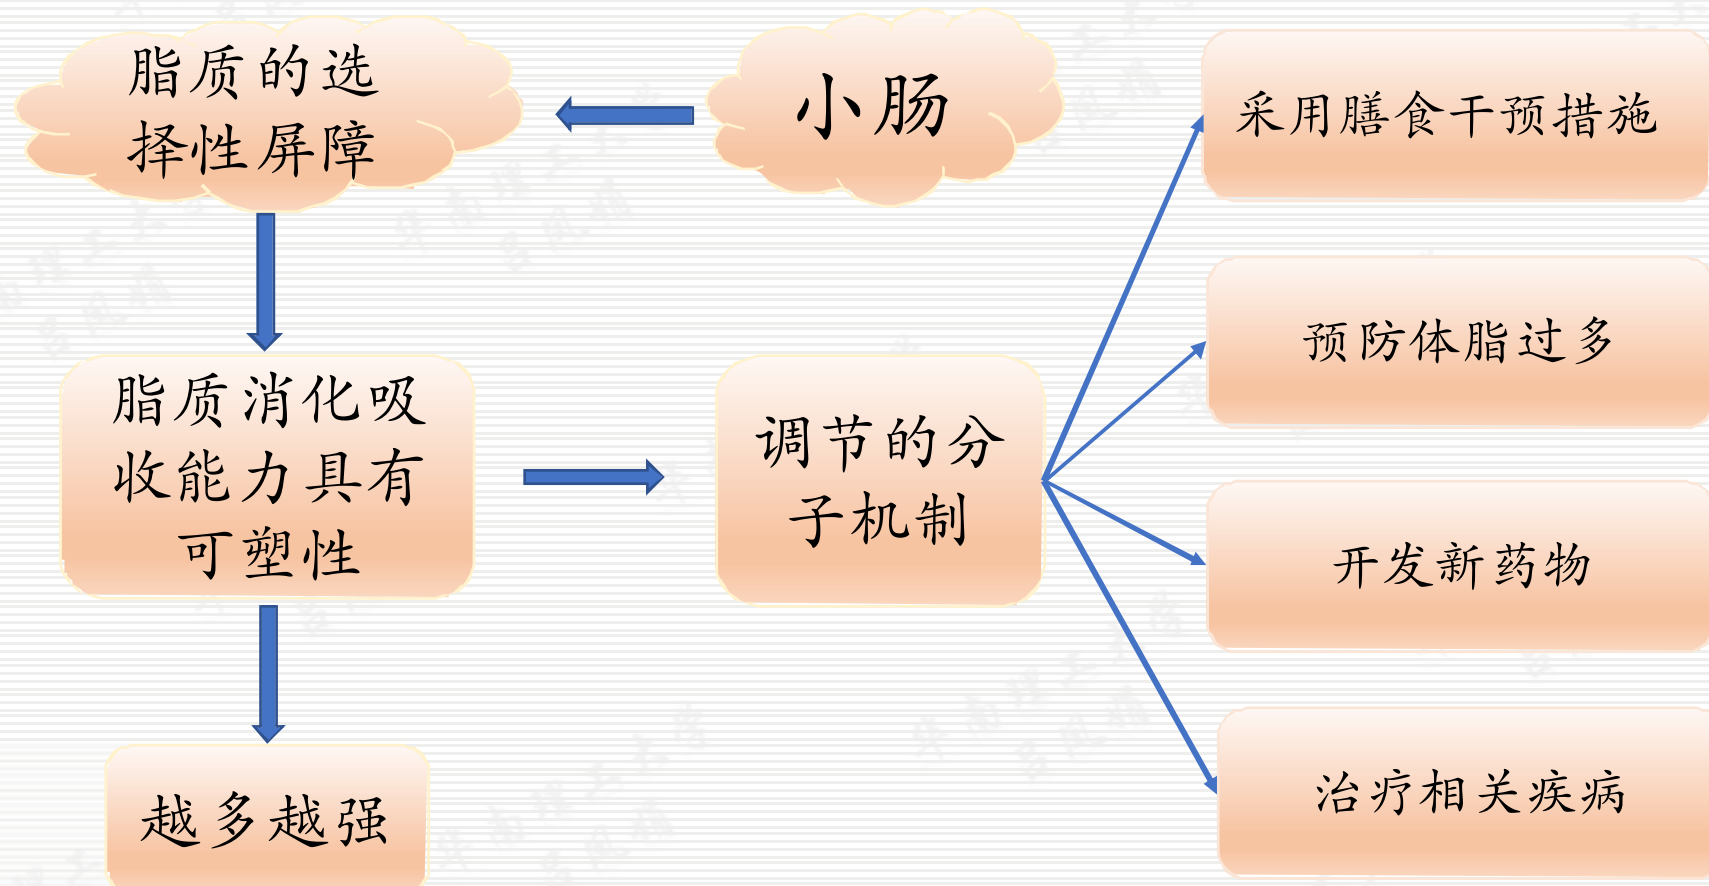 脂质的选
择性屏障
小肠
采用膳食干预措施
预防体脂过多
脂质消化吸
收能力具有
可塑性
调节的分
子机制
开发新药物
治疗相关疾病
越多越强